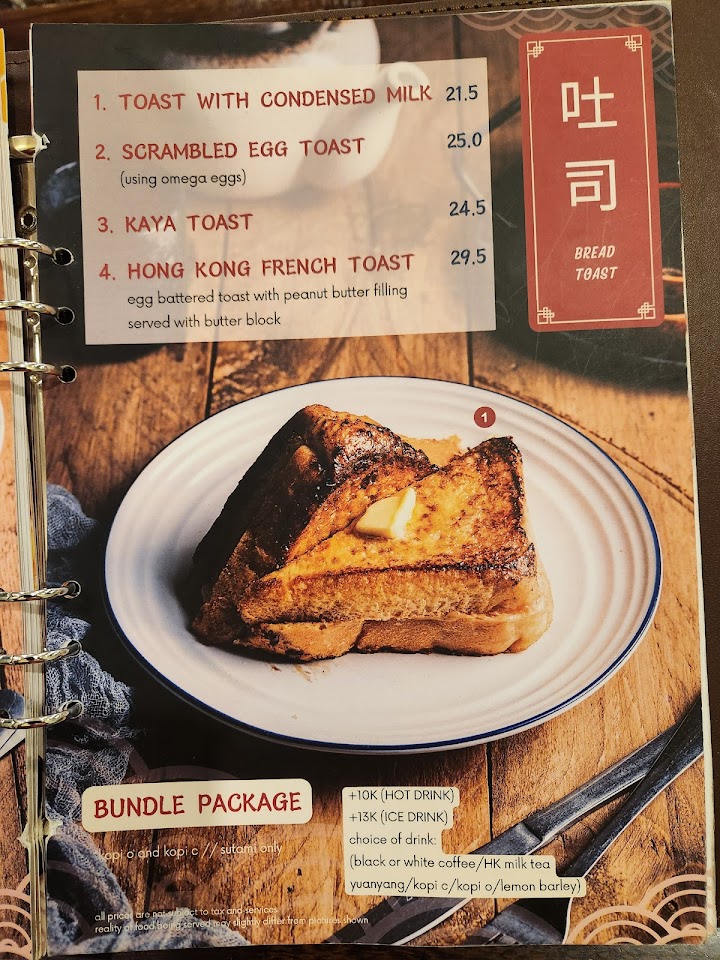 吐司
BREAD
TOAST
1. TOAST WITH CONDENSED MILK 21.5
2. SCRAMBLED EGG TOAST 25.0
(using omega eggs)
3. KAYA TOAST 24.5
4. HONG KONG FRENCH TOAST 29.5
egg battered toast with peanut butter filling
served with butter block
1
BUNDLE PACKAGE
kopi o and kopi c // sutami only
+10K (HOT DRINK)
+13K (ICE DRINK)
choice of drink:
(black or white coffee/HK milk tea
yuanyang/kopi c/kopi o/lemon barley)
all prices are not subject to tax and services
reality of food being served may slightly differ from pictures shown